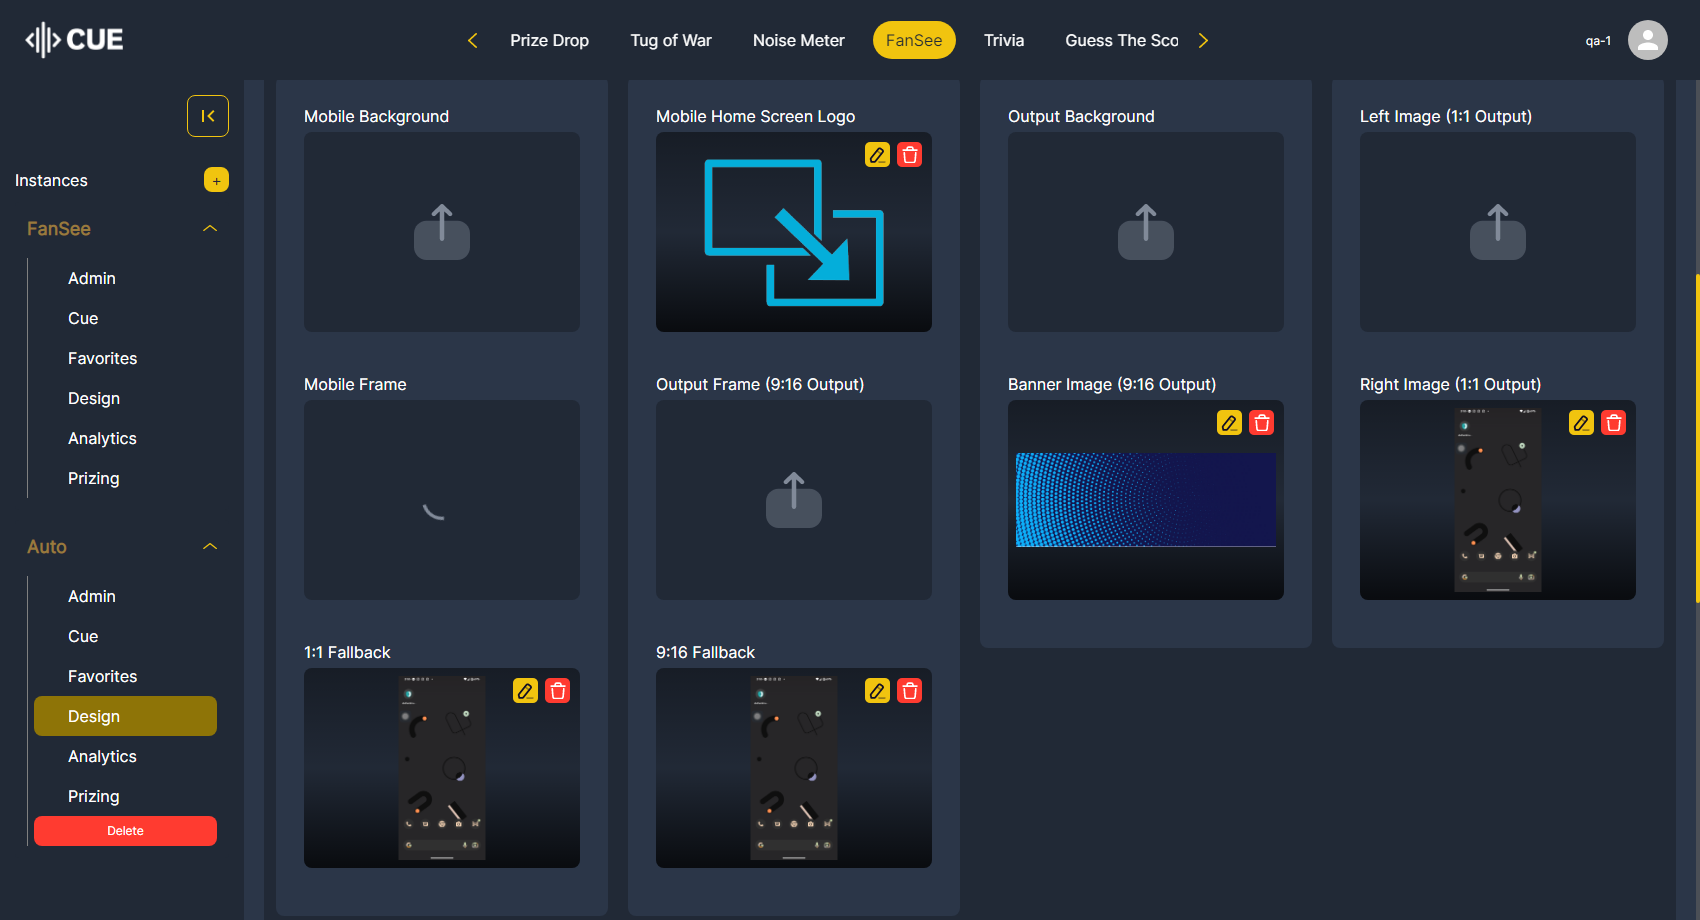 CUE
Prize Drop
Tug of War
Noise Meter
FanSee
Trivia
Guess The Sco
qa-1
Instances
+
FanSee
Admin
Cue
Favorites
Design
Analytics
Prizing
Auto
Admin
Cue
Favorites
Design
Analytics
Prizing
Delete
Mobile Background
Mobile Home Screen Logo
Output Background
Left Image (1:1 Output)
Mobile Frame
Output Frame (9:16 Output)
Banner Image (9:16 Output)
Right Image (1:1 Output)
1:1 Fallback
9:16 Fallback